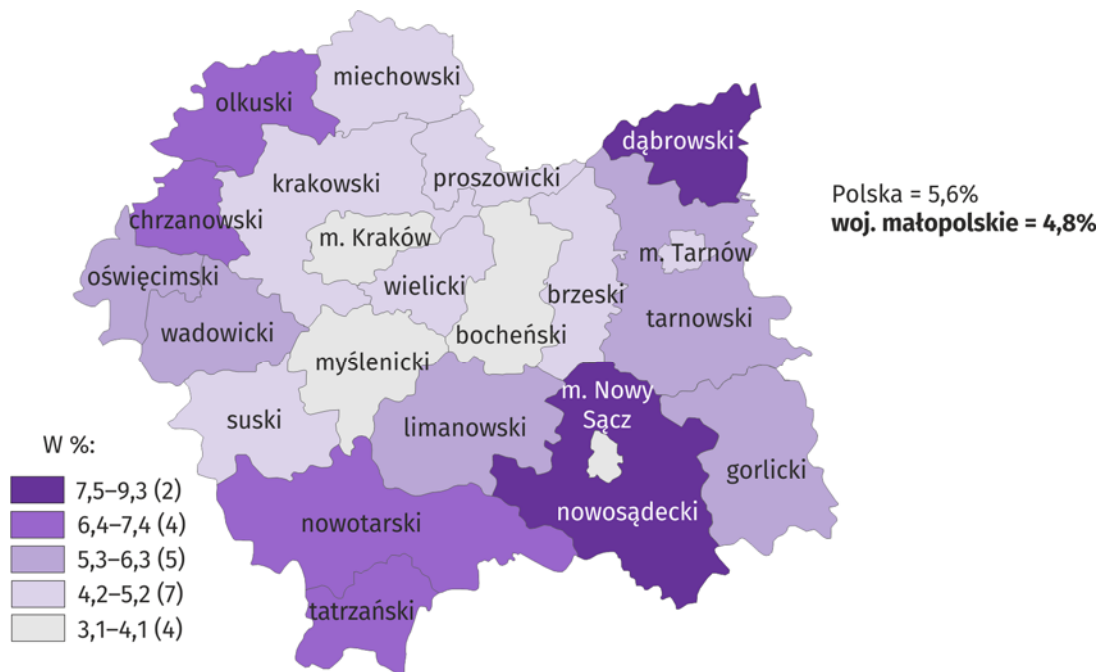 miechowski
olkuski
dąbrowski
proszowicki
krakowski
Polska = 5,6%
woj. małopolskie = 4,8%
chrzanowski
m. Kraków
m. Tarnów
oświęcimski
wielicki
brzeski
tarnowski
wadowicki
bocheński
myślenicki
m. Nowy
Sącz
suski
limanowski
gorlicki
nowosądecki
nowotarski
tatrzański
W %:
7,5–9,3 (2)
6,4–7,4 (4)
5,3–6,3 (5)
4,2–5,2 (7)
3,1–4,1 (4)